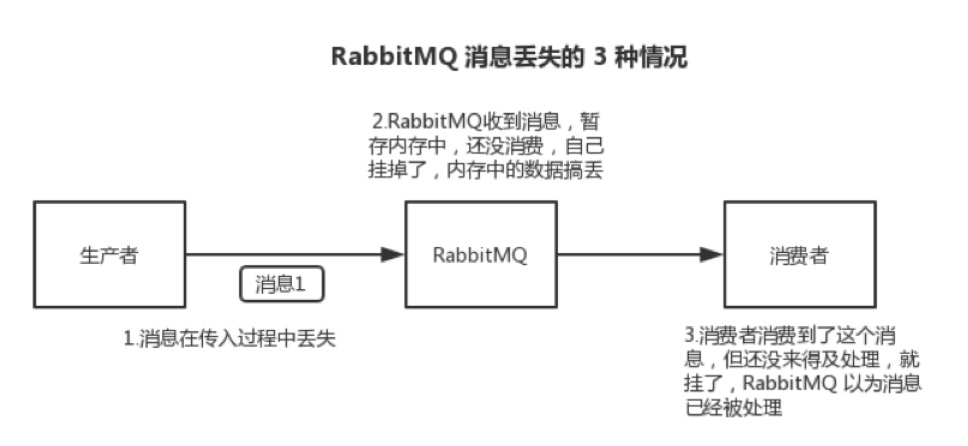 RabbitMQ 消息丢失的 3 种情况
2.RabbitMQ收到消息，暂
存内存中，还没消费，自己
挂掉了，内存中的数据搞丢
生产者
RabbitMQ
消费者
消息1
1.消息在传入过程中丢失
3.消费者消费到了这个消
息，但还没来得及处理，就
挂了，RabbitMQ 以为消息
已经被处理